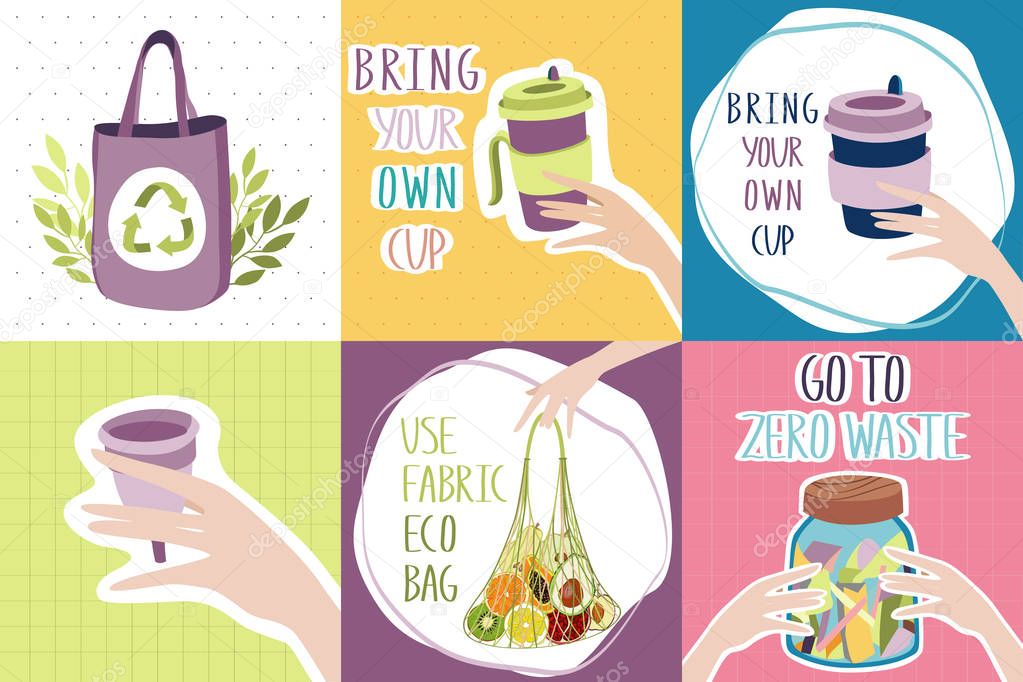 BRING
YOUR
OWN
CUP
BRING
YOUR
OWN
CUP
USE
FABRIC
ECO
BAG
GO TO
ZERO WASTE